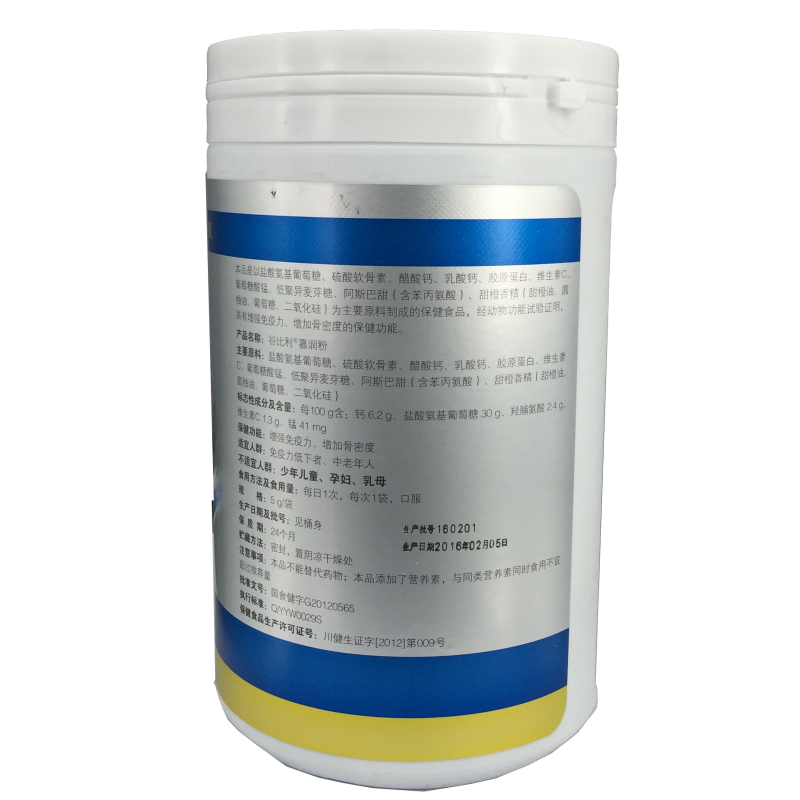 本品是以盐酸氨基葡萄糖、硫酸软骨素、醋酸钙、乳酸钙、胶原蛋白、维生素C、
葡萄糖酸锰、低聚异麦芽糖、阿斯巴甜（含苯丙氨酸）、甜橙香精（甜橙油、圆
柚油、葡萄糖、二氧化硅）为主要原料制成的保健食品，经动物功能试验证明，
具有增强免疫力、增加骨密度的保健功能。
产品名称：谷比利®嘉润粉
主要原料：盐酸氨基葡萄糖、硫酸软骨素、醋酸钙、乳酸钙、胶原蛋白、维生素
C、葡萄糖酸锰、低聚异麦芽糖、阿斯巴甜（含苯丙氨酸）、甜橙香精（甜橙油、
圆柚油、葡萄糖、二氧化硅）
标志性成分及含量：每100 g含：钙 6.2 g、盐酸氨基葡萄糖 30 g、羟脯氨酸 2.4 g、
维生素C 1.3 g、锰 41 mg
保健功能：增强免疫力、增加骨密度
适宜人群：免疫力低下者、中老年人
不适宜人群：少年儿童、孕妇、乳母
食用方法及食用量：每日1次，每次1袋，口服
规 格：5 g/袋
生产日期及批号：见桶身
生产批号160201
保 质 期：24个月
生产日期2016年02月05日
贮藏方法：密封，置阴凉干燥处
注意事项：本品不能替代药物；本品添加了营养素，与同类营养素同时食用不宜
超过推荐量
批准文号：国食健字G20120565
执行标准：Q/YYW0029S
保健食品生产许可证号：川健生证字[2012]第009号